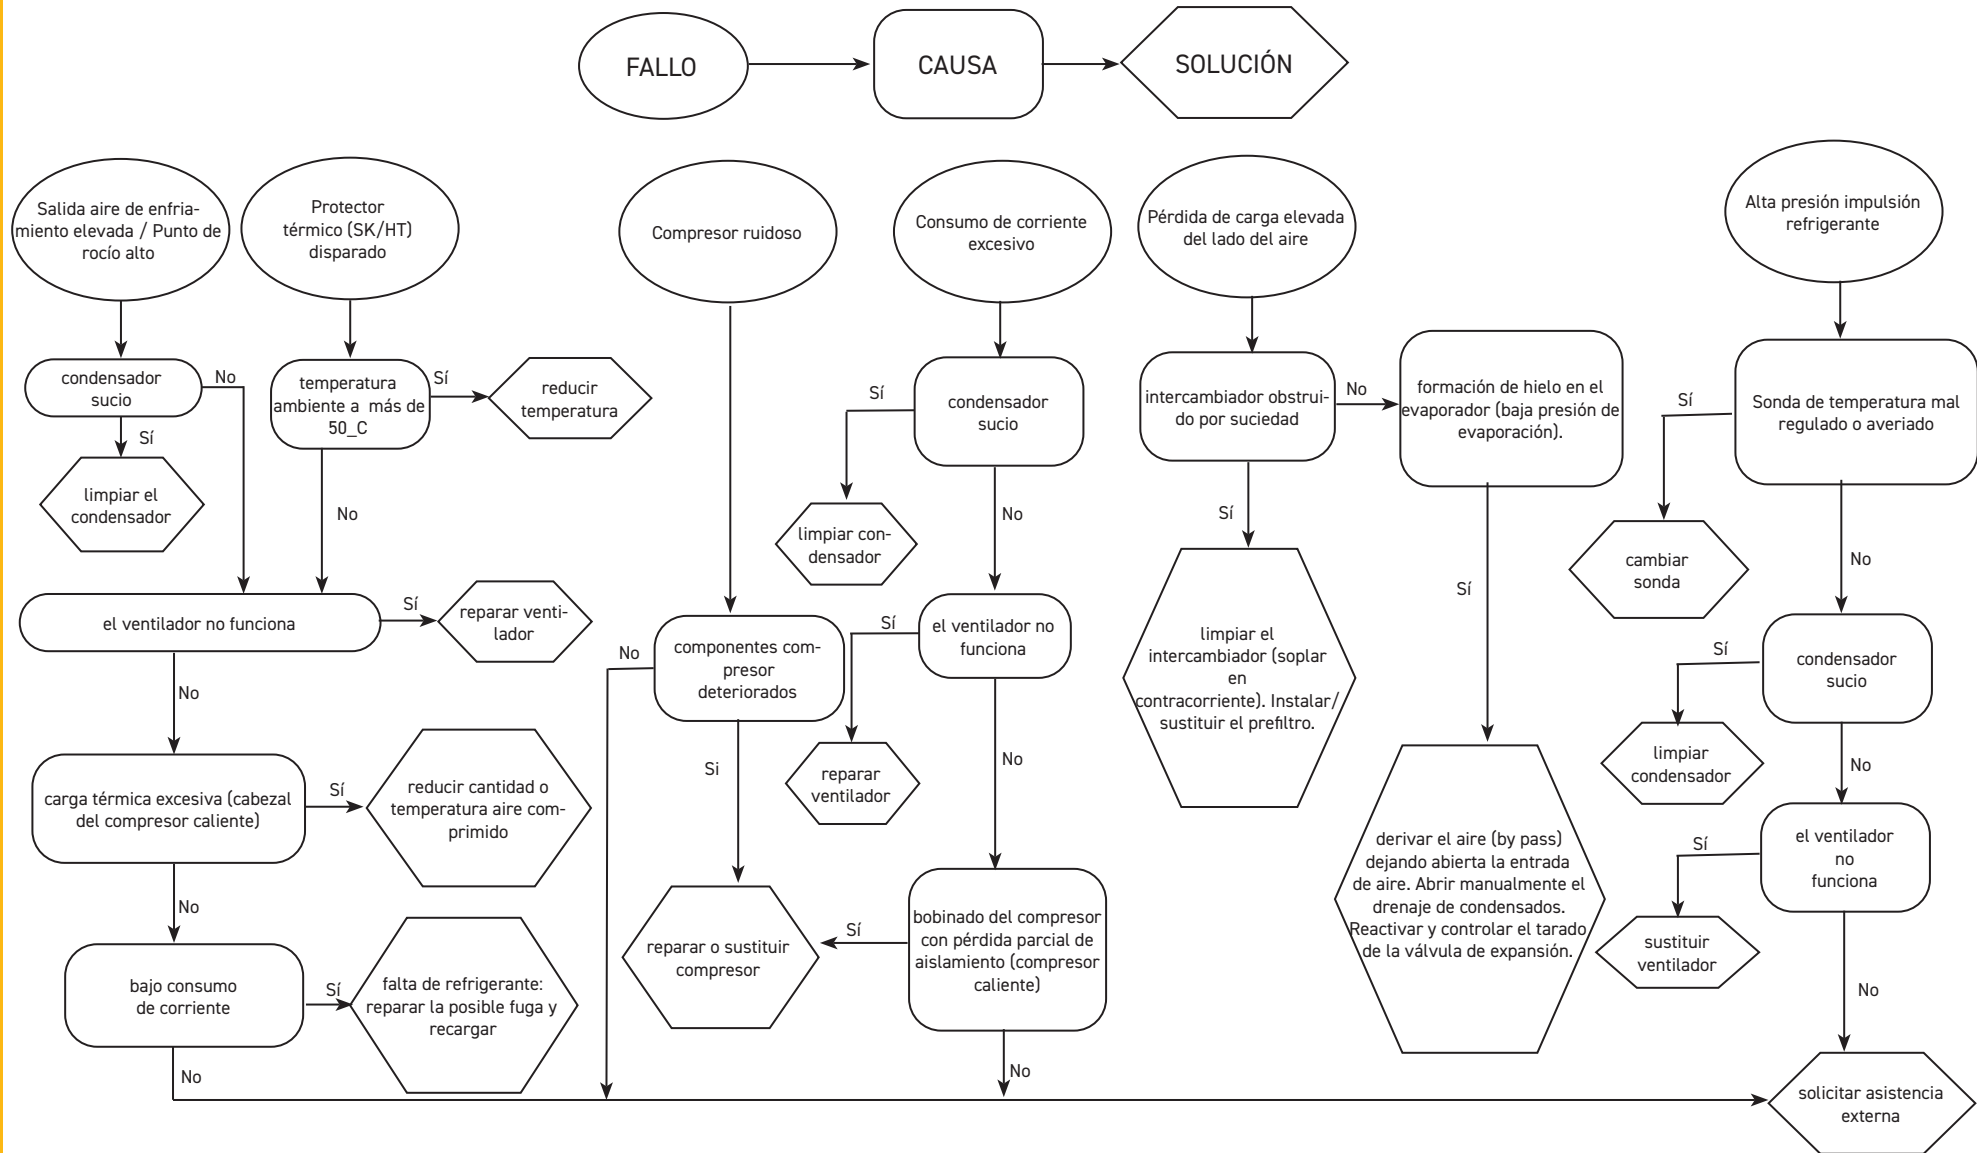 FALLO
CAUSA
SOLUCIÓN
Salida aire de enfria-
miento elevada / Punto de
rocío alto
Protector
térmico (SK/HT)
disparado
Compresor ruidoso
Consumo de corriente
excesivo
Pérdida de carga elevada
del lado del aire
Alta presión impulsión
refrigerante
condensador
sucio
No
Sí
limpiar el
condensador
temperatura
ambiente a más de
50_C
Sí
reducir
temperatura
No
el ventilador no funciona
Sí
reparar venti-
lador
No
carga térmica excesiva (cabezal
del compresor caliente)
Sí
reducir cantidad o
temperatura aire com-
primido
No
bajo consumo
de corriente
Sí
falta de refrigerante:
reparar la posible fuga y
recargar
No
No
componentes com-
presor
deteriorados
Si
reparar o sustituir
compresor
Sí
condensador
sucio
limpiar con-
densador
No
Sí
el ventilador no
funciona
reparar
ventilador
No
Sí
bobinado del compresor
con pérdida parcial de
aislamiento (compresor
caliente)
No
intercambiador obstrui-
do por suciedad
No
formación de hielo en el
evaporador (baja presión de
evaporación).
Sí
limpiar el
intercambiador (soplar
en
contracorriente). Instalar/
sustituir el prefiltro.
Sí
derivar el aire (by pass)
dejando abierta la entrada
de aire. Abrir manualmente el
drenaje de condensados.
Reactivar y controlar el tarado
de la válvula de expansión.
Sí
Sonda de temperatura mal
regulado o averiado
cambiar
sonda
No
Sí
condensador
sucio
limpiar
condensador
No
Sí
el ventilador
no
funciona
sustituir
ventilador
No
solicitar asistencia
externa